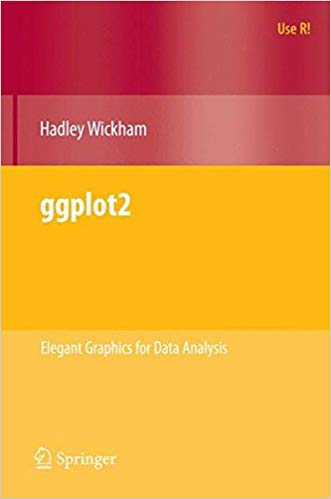 Use R!
Hadley Wickham
ggplot2
Elegant Graphics for Data Analysis
Springer